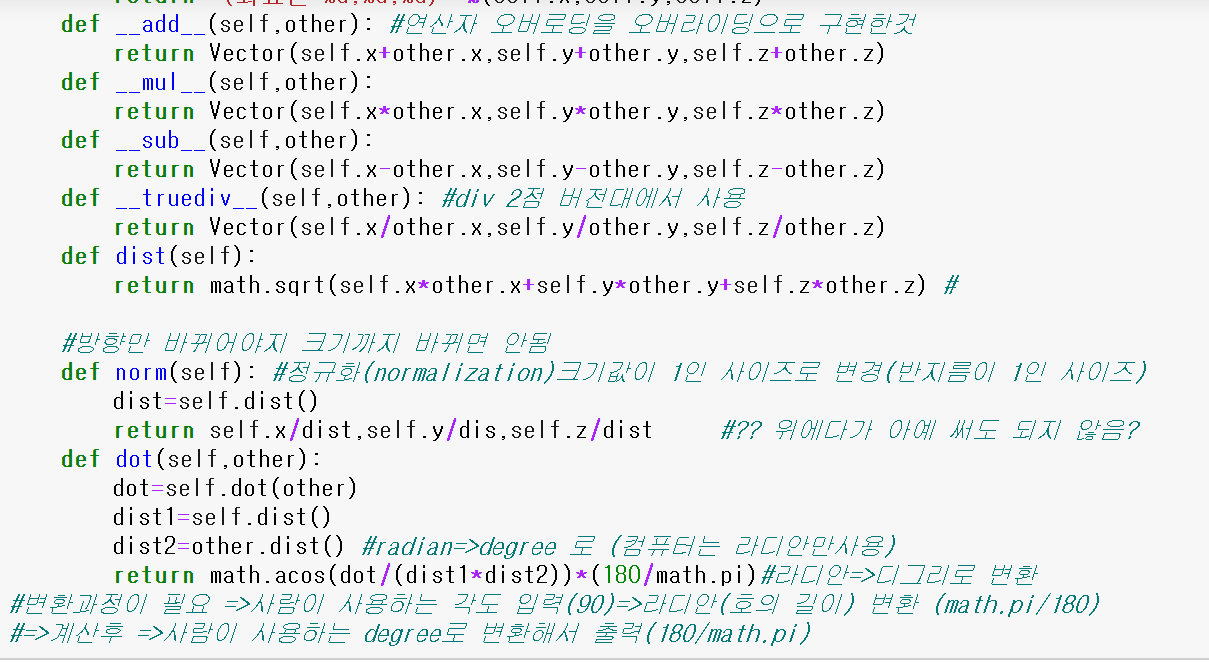 def __add__(self,other): #연산자 오버로딩을 오버라이딩으로 구현한것
return Vector(self.x+other.x,self.y+other.y,self.z+other.z)
def __mul__(self,other):
return Vector(self.x*other.x,self.y*other.y,self.z*other.z)
def __sub__(self,other):
return Vector(self.x-other.x,self.y-other.y,self.z-other.z)
def __truediv__(self,other): #div 2점 버전대에서 사용
return Vector(self.x/other.x,self.y/other.y,self.z/other.z)
def dist(self):
return math.sqrt(self.x*other.x+self.y*other.y+self.z*other.z) #
#방향만 바뀌어야지 크기까지 바뀌면 안됨
def norm(self): #정규화(normalization)크기값이 1인 사이즈로 변경(반지름이 1인 사이즈)
dist=self.dist()
return self.x/dist,self.y/dis,self.z/dist #?? 위에다가 아예 써도 되지 않음?
def dot(self,other):
dot=self.dot(other)
dist1=self.dist()
dist2=other.dist() #radian=>degree 로 (컴퓨터는 라디안만사용)
return math.acos(dot/(dist1*dist2))*(180/math.pi)#라디안=>디그리로 변환
#변환과정이 필요 =>사람이 사용하는 각도 입력(90)=>라디안(호의 길이) 변환 (math.pi/180)
#=>계산후 =>사람이 사용하는 degree로 변환해서 출력(180/math.pi)